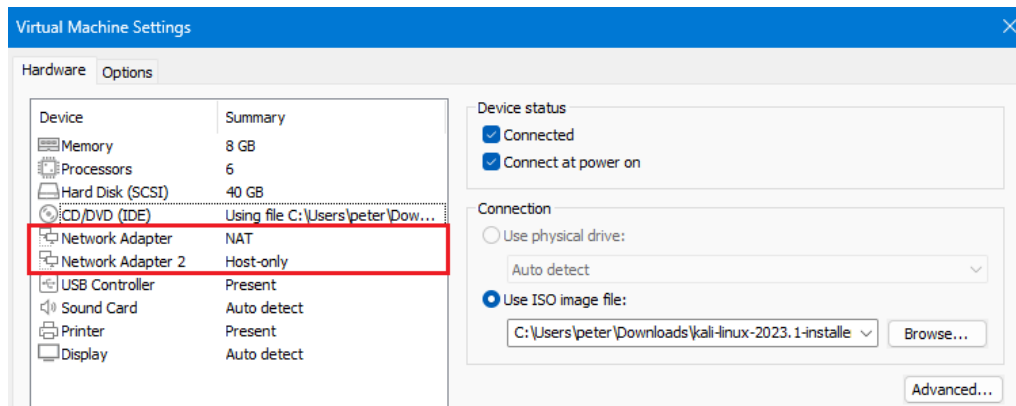 Virtual Machine Settings
Hardware Options
Device Summary
Memory 8 GB
Processors 6
Hard Disk (SCSI) 40 GB
CD/DVD (IDE) Using file C:\Users\peter\Dow...
Network Adapter NAT
Network Adapter 2 Host-only
USB Controller Present
Sound Card Auto detect
Printer Present
Display Auto detect
Device status
Connected
Connect at power on
Connection
Use physical drive:
Auto detect
Use ISO image file:
C:\Users\peter\Downloads\kali-linux-2023.1-installe Browse...
Advanced...